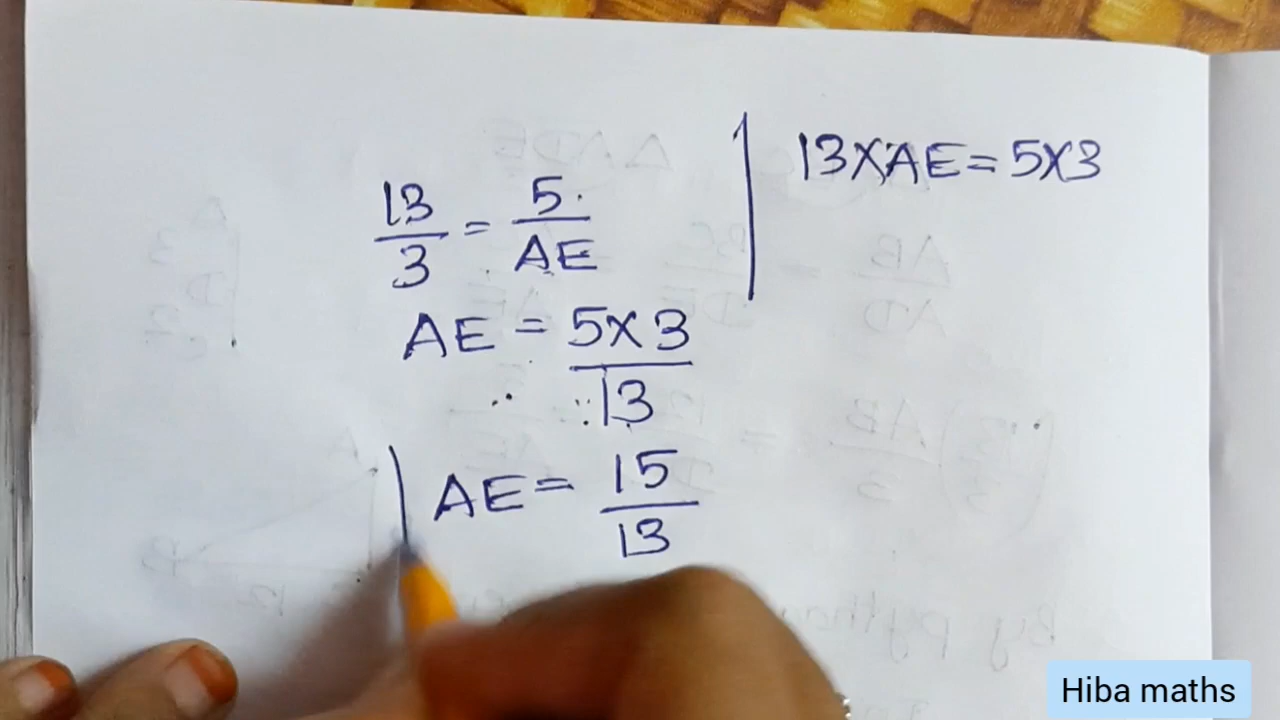 13/3 = 5/AE
AE = 5×3/13
AE = 15/13
13×AE=5×3
Hiba maths